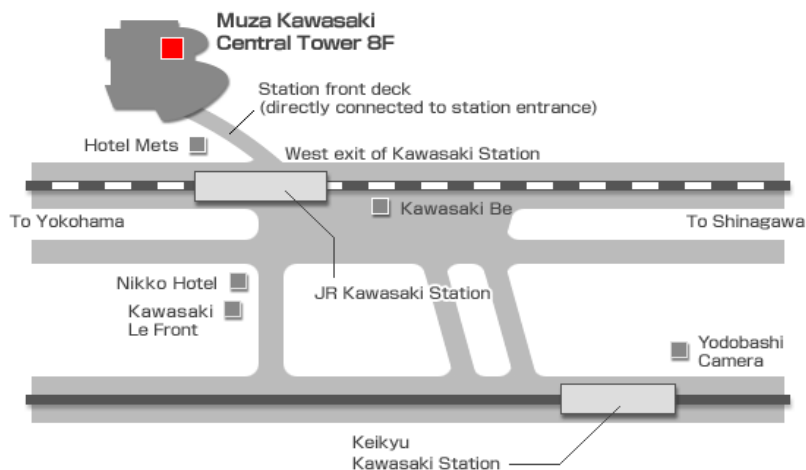 Muza Kawasaki
Central Tower 8F
Station front deck
(directly connected to station entrance)
Hotel Mets
West exit of Kawasaki Station
Kawasaki Be
To Yokohama
To Shinagawa
Nikko Hotel
JR Kawasaki Station
Kawasaki
Le Front
Yodobashi
Camera
Keikyu
Kawasaki Station